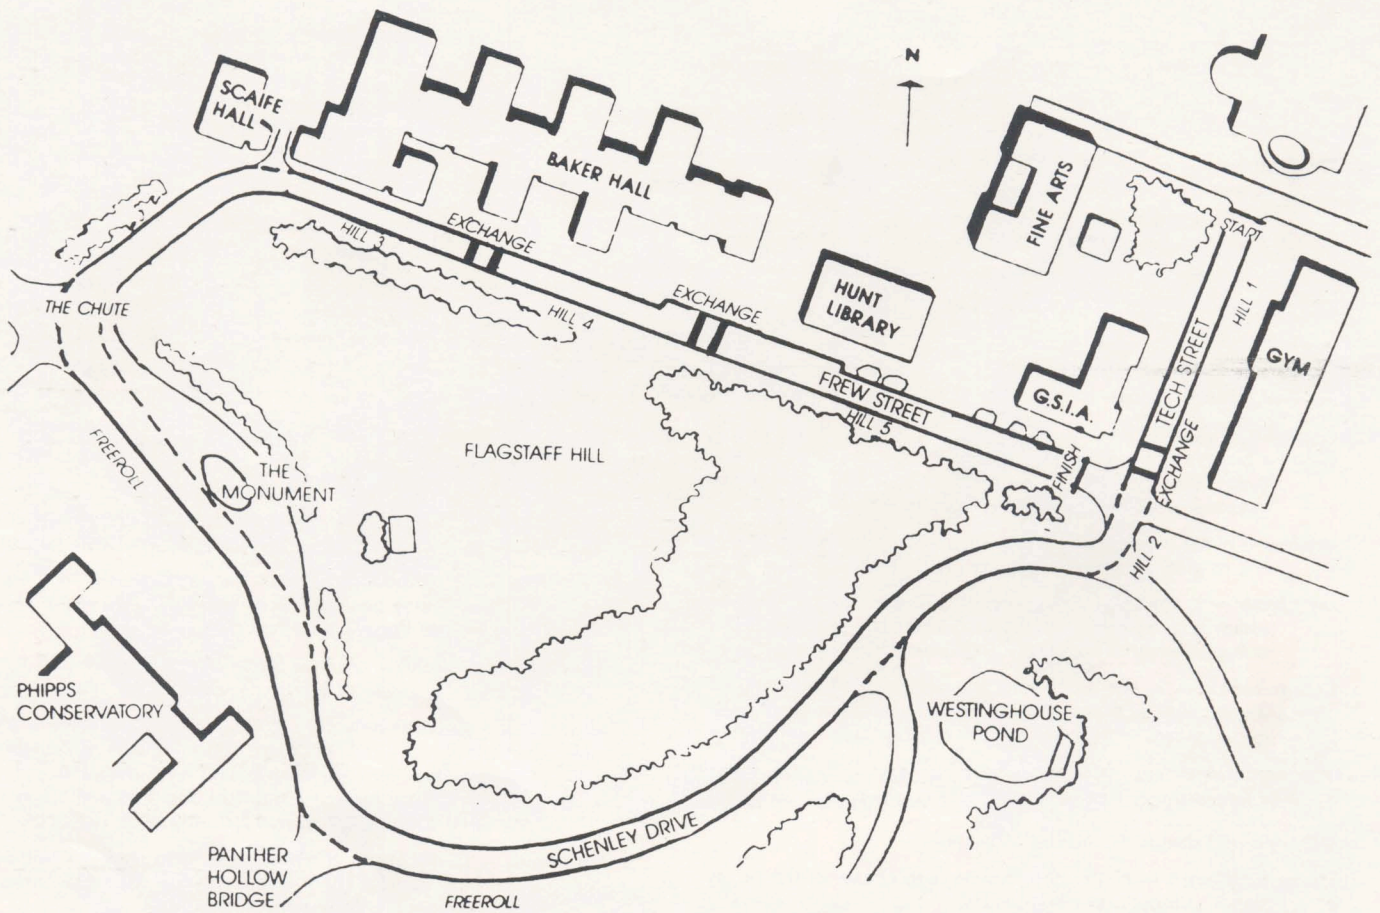 N
SCAIFE
HALL
BAKER HALL
FINE ARTS
START
HILL 1
TECH STREET
GYM
EXCHANGE
HILL 3
EXCHANGE
HILL 4
HUNT
LIBRARY
THE CHUTE
G.S.I.A.
FREW STREET
HILL 5
FINISH
EXCHANGE
HILL 2
FREEROLL
FLAGSTAFF HILL
THE
MONUMENT
PHIPPS
CONSERVATORY
WESTINGHOUSE
POND
SCHENLEY DRIVE
PANTHER
HOLLOW
BRIDGE
FREEROLL